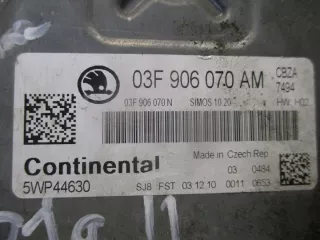 03F 906 070 AM
CBZA
7494
03F 906 070 N SIMOS 10.20
HW: H02
Continental
5WP44630
Made in Czech Rep
03 0484
SJ8 FST 03.12.10 0011 0653